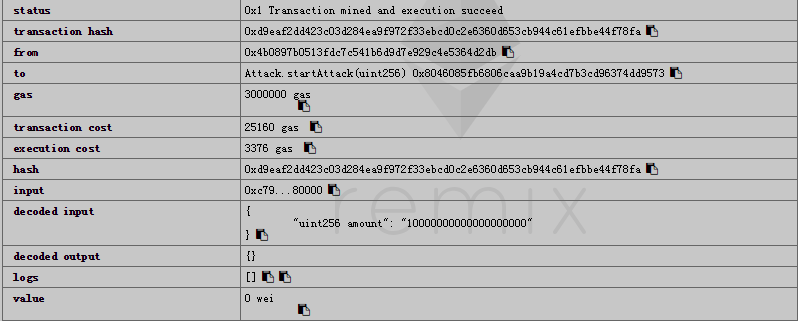 status 0x1 Transaction mined and execution succeed
transaction hash 0xd9eaf2dd423c03d284ea9f972f33ebcd0c2e6360d653cb944c61efbbe44f78fa
from 0x4b0897b0513fdc7c541b6d9d7e929c4e5364d2db
to Attack.startAttack(uint256) 0x8046085fb6806caa9b19a4cd7b3cd96374dd9573
gas 3000000 gas
transaction cost 25160 gas
execution cost 3376 gas
hash 0xd9eaf2dd423c03d284ea9f972f33ebcd0c2e6360d653cb944c61efbbe44f78fa
input 0xc79...80000
decoded input {
"uint256 amount": "10000000000000000000"
}
remix
decoded output {}
logs []
value 0 wei